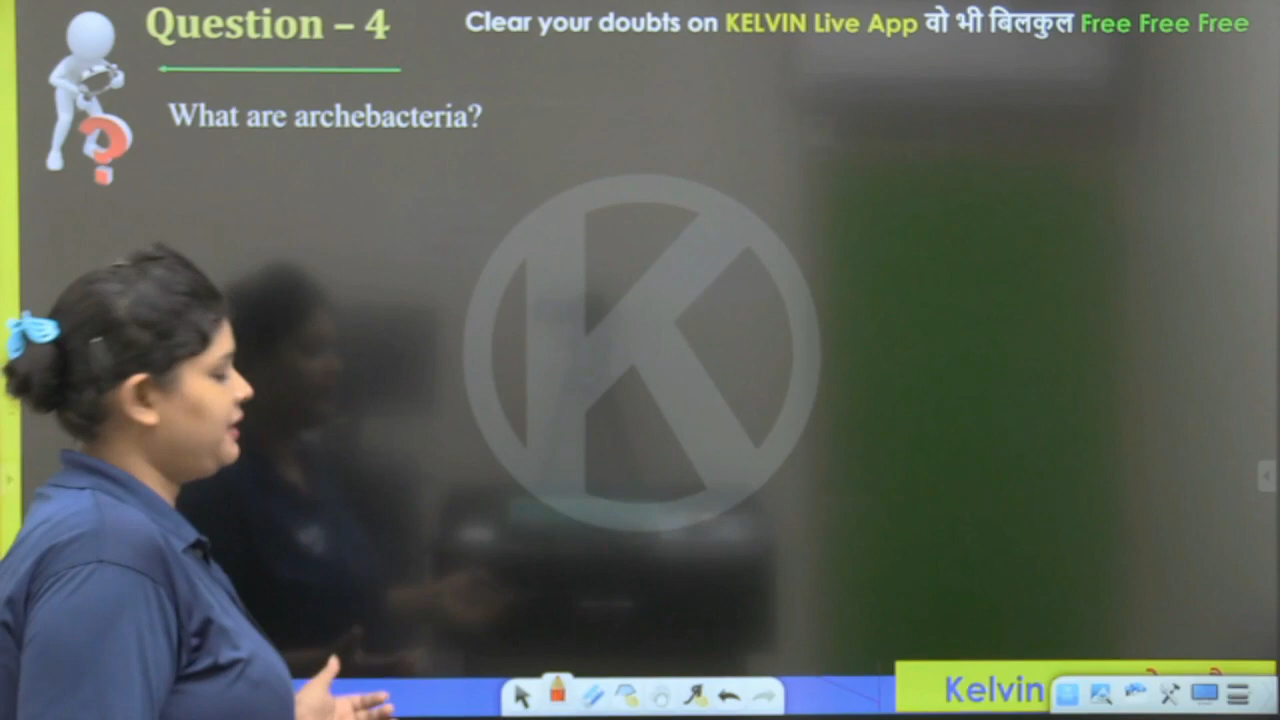 Question – 4
Clear your doubts on KELVIN Live App वो भी बिलकुल Free Free Free
What are archebacteria?
K
Kelvin